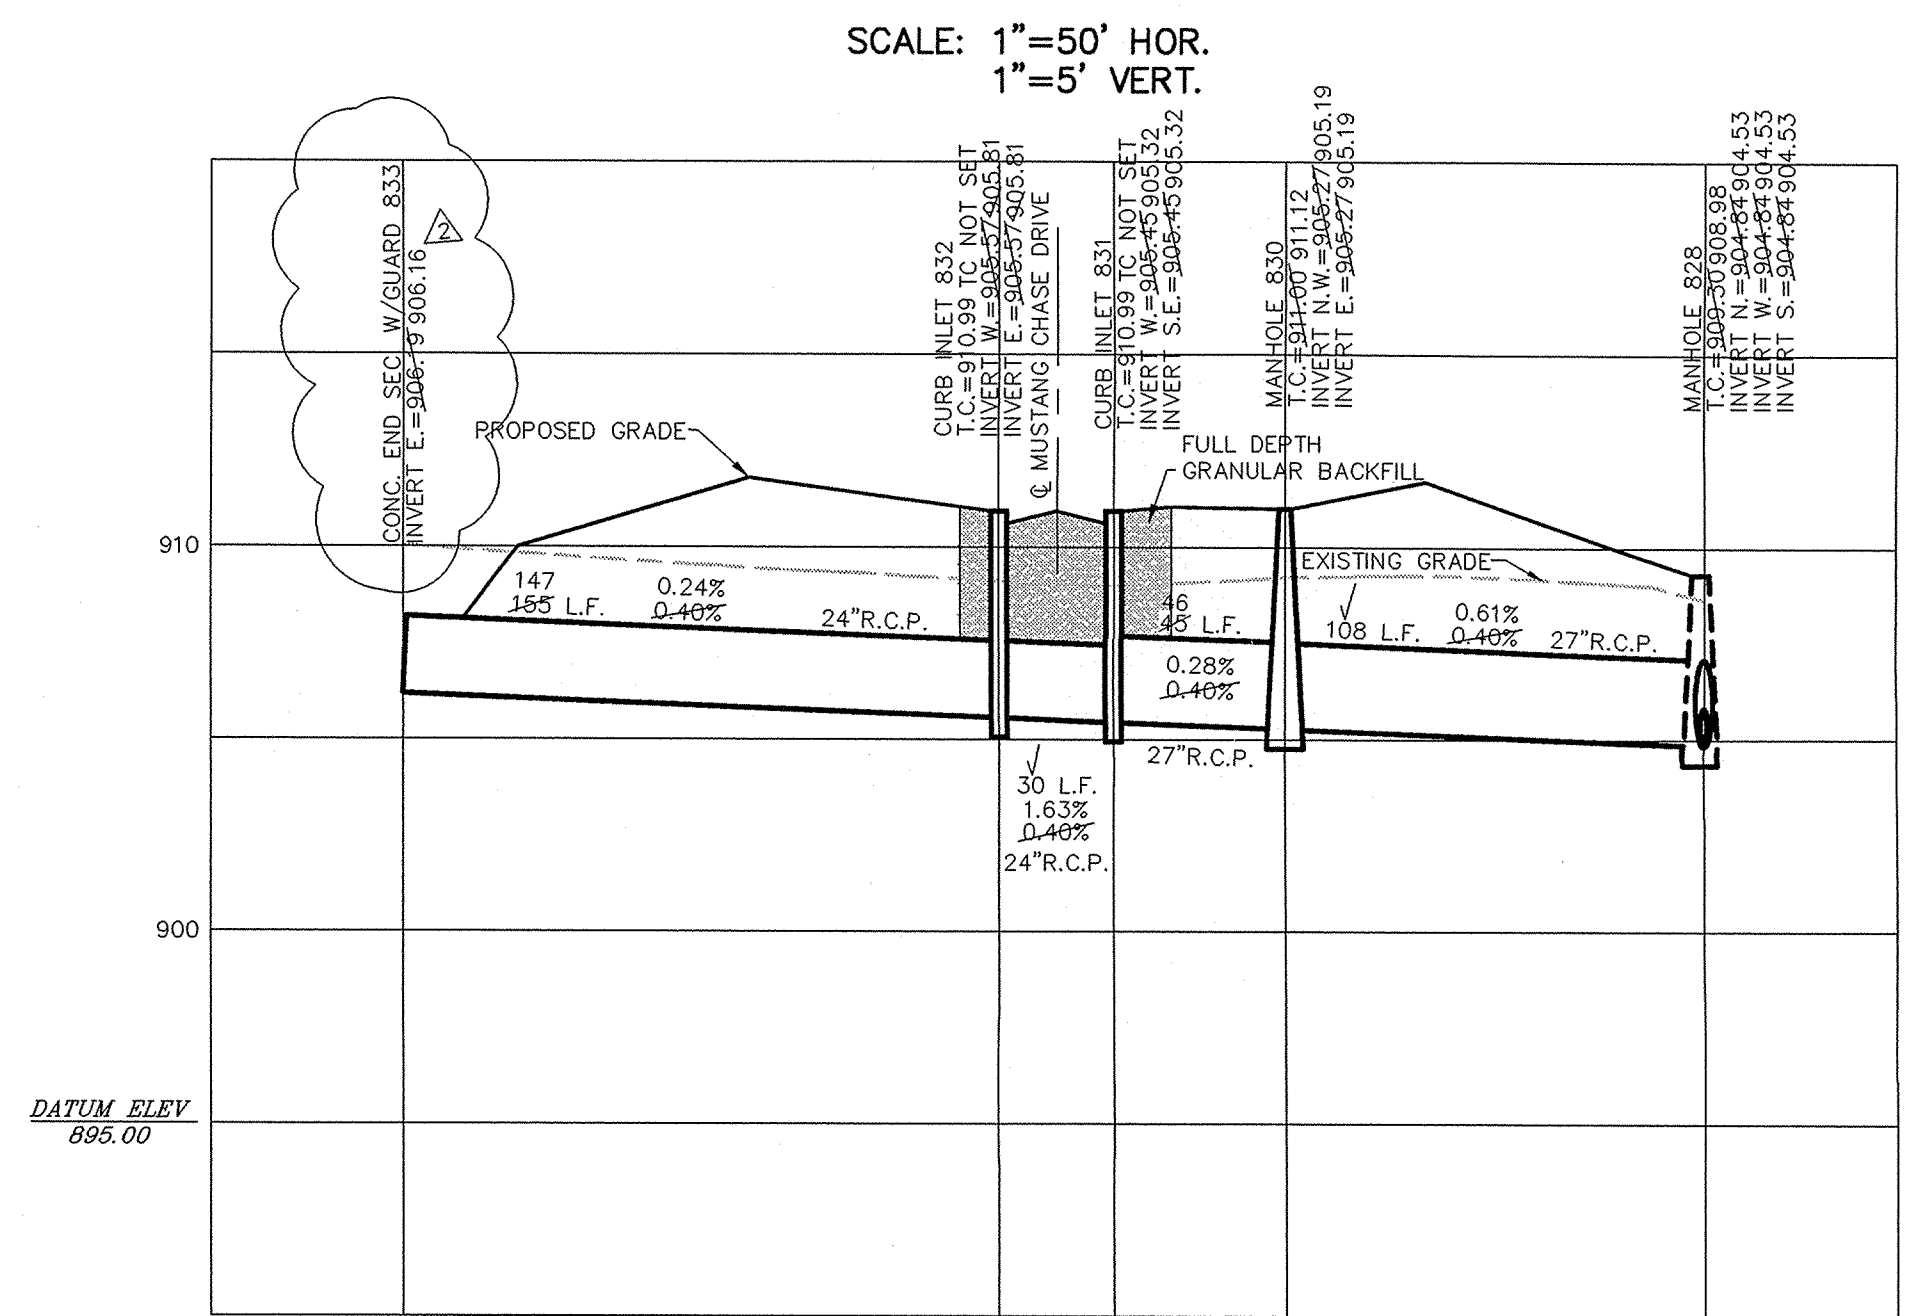 SCALE: 1"=50' HOR.
1"=5' VERT.
CONC. END SEC W/GUARD 833
INVERT E.=906. 9 906.16
2
CURB INLET 832
T.C.=910.99 TC NOT SET
INVERT W.=905.57 905.81
INVERT E.=905.57 905.81
℄ MUSTANG CHASE DRIVE
CURB INLET 831
T.C.=910.99 TC NOT SET
INVERT W.=905.45 905.32
INVERT S.E.=905.45 905.32
MANHOLE 830
T.C.=911.00 911.12
INVERT N.W.=905.27 905.19
INVERT E.=905.27 905.19
MANHOLE 828
T.C.=909.30 908.98
INVERT N.=904.84 904.53
INVERT W.=904.84 904.53
INVERT S.=904.84 904.53
PROPOSED GRADE
FULL DEPTH
GRANULAR BACKFILL
EXISTING GRADE
910
147
155 L.F.
0.24%
0.40%
24"R.C.P.
46
45 L.F.
0.28%
0.40%
27"R.C.P.
108 L.F.
0.61%
0.40%
27"R.C.P.
30 L.F.
1.63%
0.40%
24"R.C.P.
900
DATUM ELEV
895.00